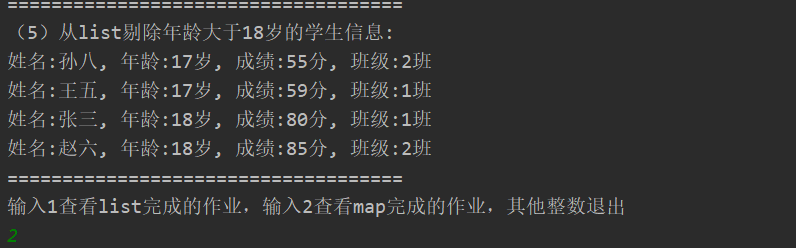 =====================================
（5）从list剔除年龄大于18岁的学生信息:
姓名:孙八, 年龄:17岁, 成绩:55分, 班级:2班
姓名:王五, 年龄:17岁, 成绩:59分, 班级:1班
姓名:张三, 年龄:18岁, 成绩:80分, 班级:1班
姓名:赵六, 年龄:18岁, 成绩:85分, 班级:2班
=====================================
输入1查看list完成的作业，输入2查看map完成的作业，其他整数退出
2